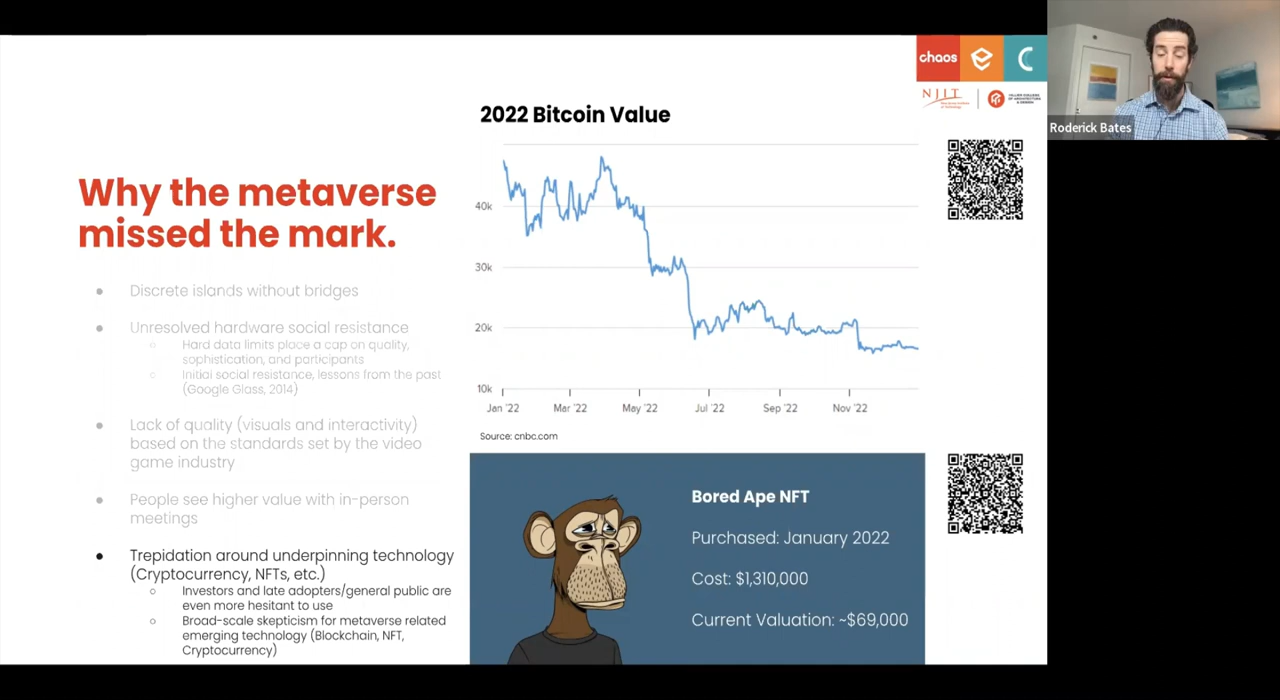 chaos
NJIT
Roderick Bates
2022 Bitcoin Value
Why the metaverse
missed the mark.
Discrete islands without bridges
Unresolved hardware social resistance
Hard data limits place a cap on quality,
sophistication, and participants
Initial social resistance, lessons from the past
(Google Glass, 2014)
Lack of quality (visuals and interactivity)
based on the standards set by the video
game industry
People see higher value with in-person
meetings
Trepidation around underpinning technology
(Cryptocurrency, NFTs, etc.)
Investors and late adopters/general public are
even more hesitant to use
Broad-scale skepticism for metaverse related
emerging technology (Blockchain, NFT,
Cryptocurrency)
40k
30k
20k
10k
Jan '22 Mar '22 May '22 Jul '22 Sep '22 Nov '22
Source: cnbc.com
Bored Ape NFT
Purchased: January 2022
Cost: $1,310,000
Current Valuation: ~$69,000